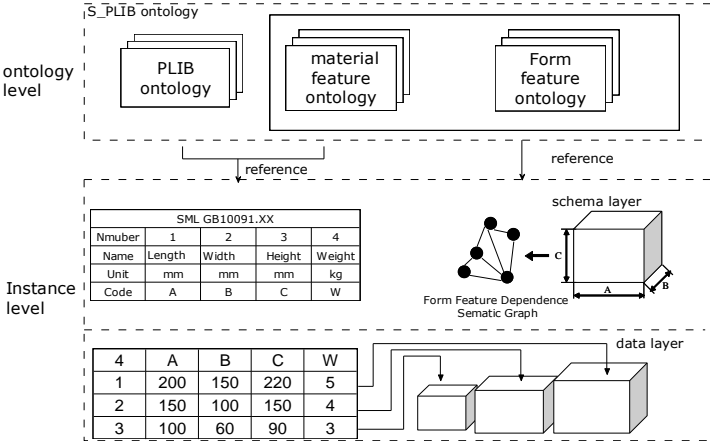 S_PLIB ontology
ontology
level
PLIB
ontology
material
feature
ontology
Form
feature
ontology
reference
reference
Instance
level
schema layer
SML GB10091.XX
Nmuber 1 2 3 4
Name Length Width Height Weight
Unit mm mm mm kg
Code A B C W
C
A
B
Form Feature Dependence
Sematic Graph
data layer
4 A B C W
1 200 150 220 5
2 150 100 150 4
3 100 60 90 3